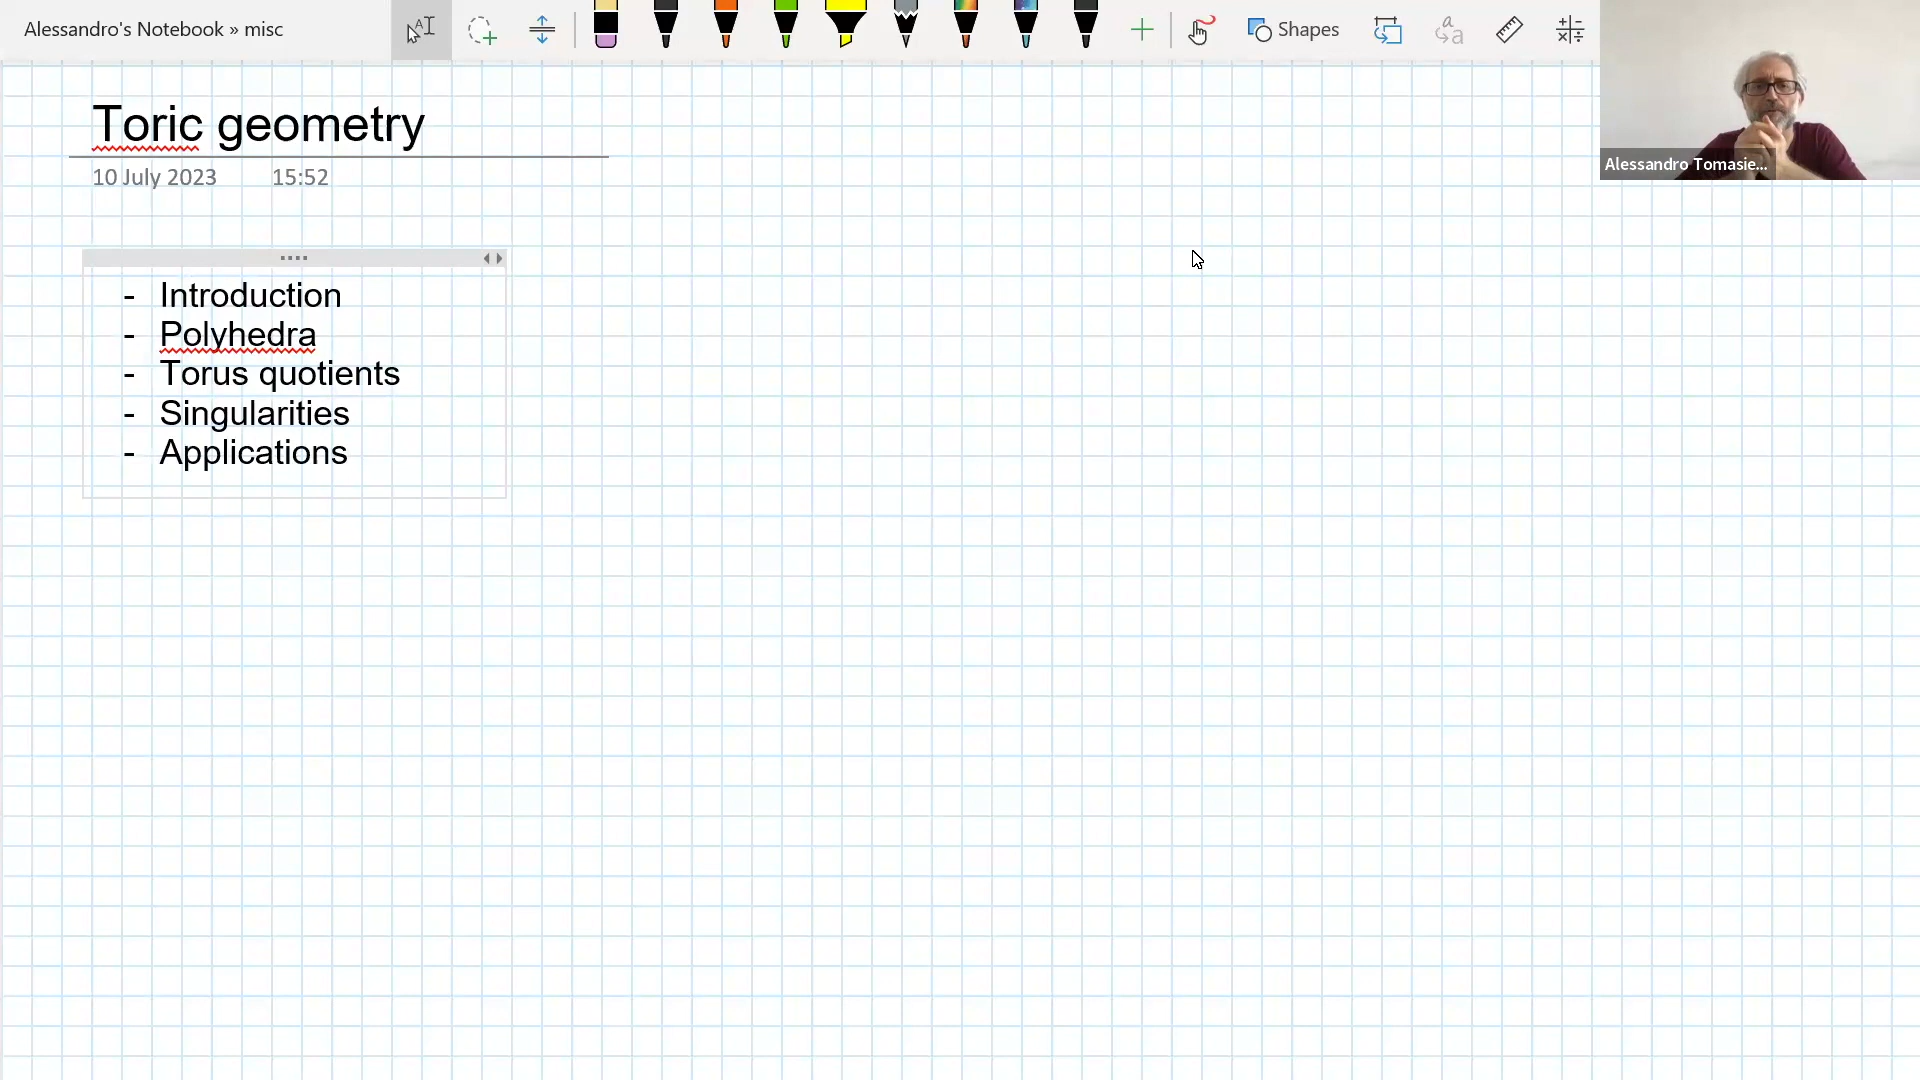 Alessandro's Notebook » misc
Shapes
Alessandro Tomasie...
Toric geometry
10 July 2023 15:52
- Introduction
- Polyhedra
- Torus quotients
- Singularities
- Applications